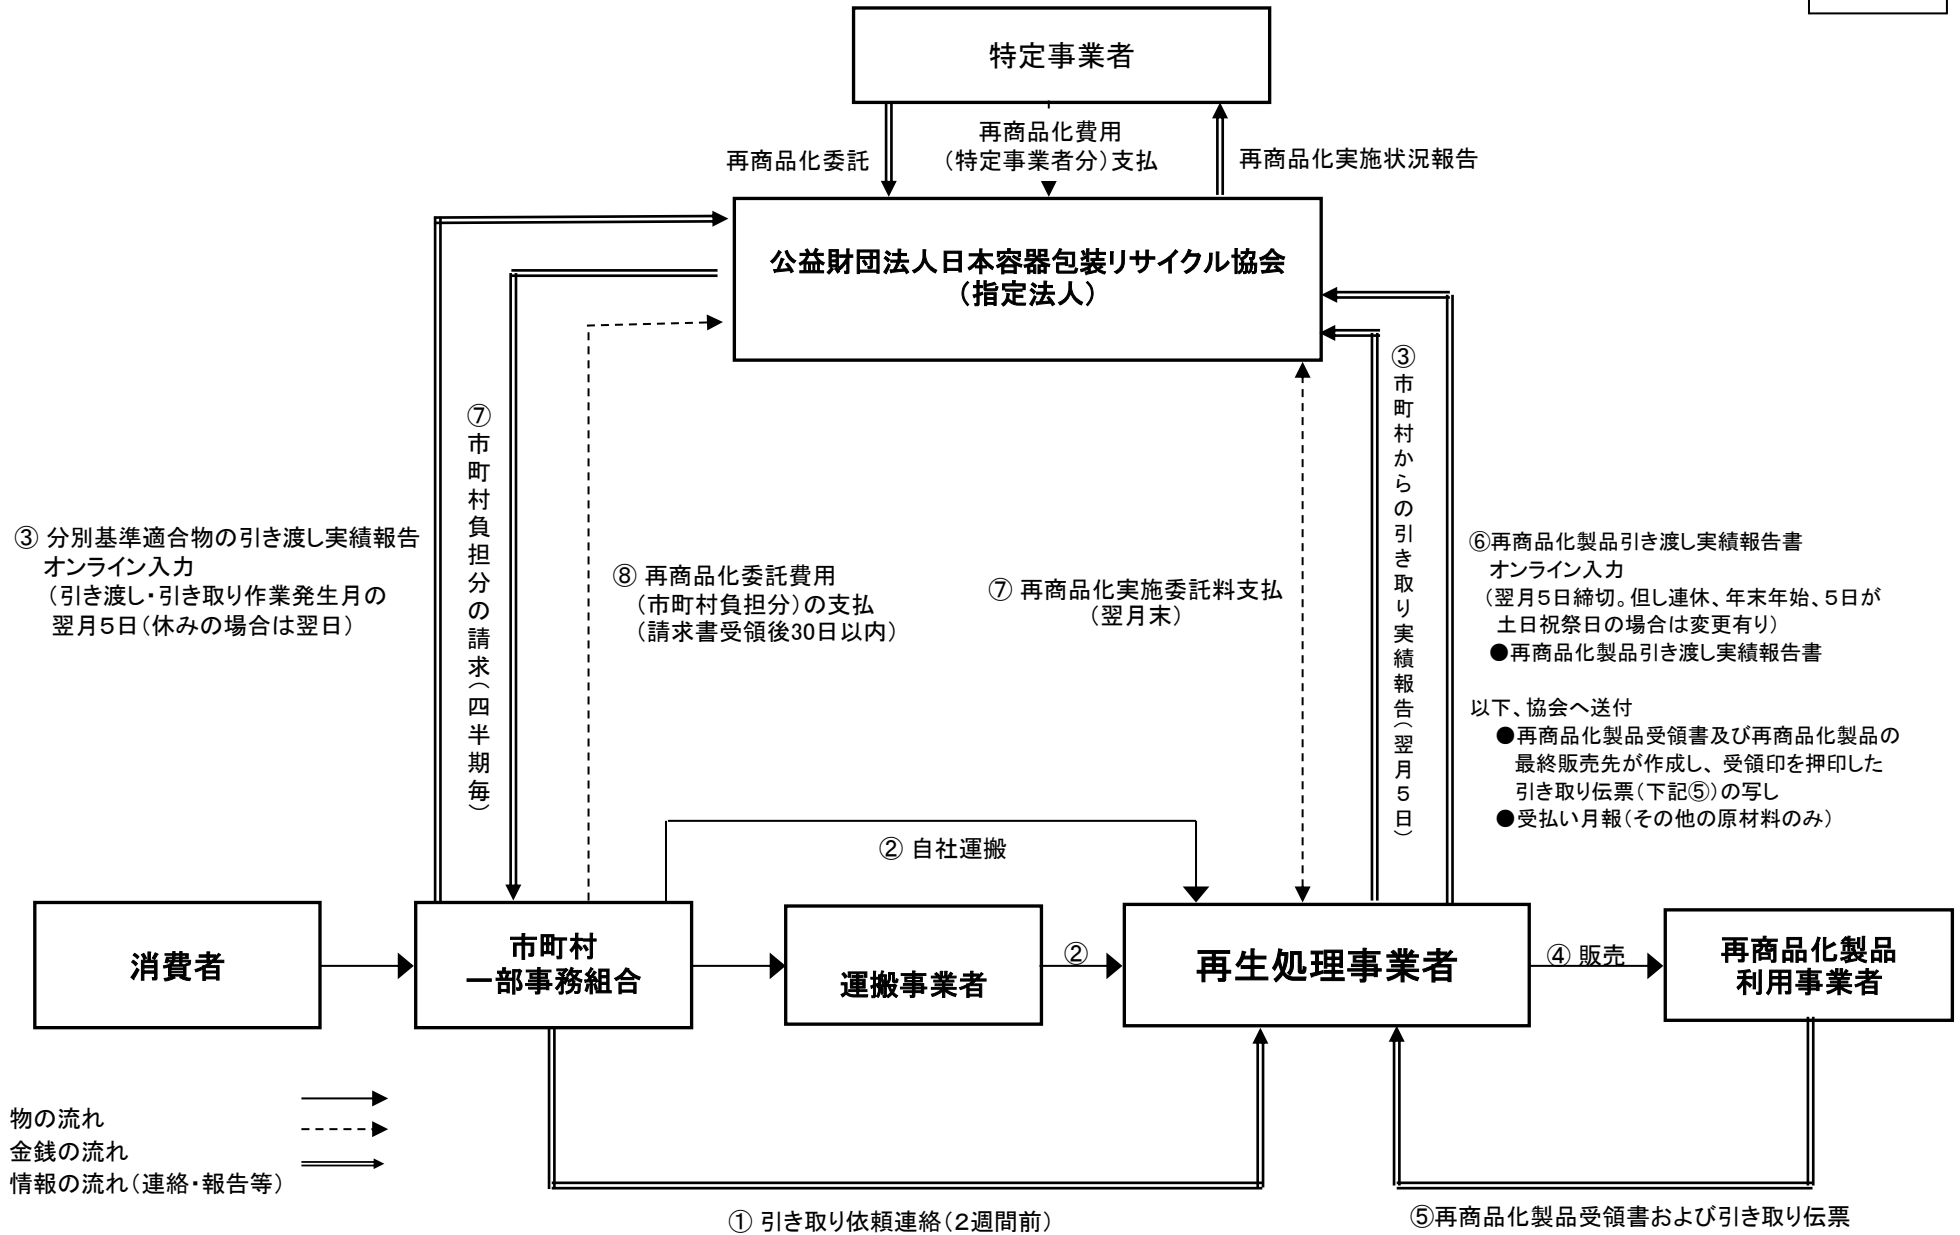 特定事業者
再商品化委託
再商品化費用
（特定事業者分）支払
再商品化実施状況報告
公益財団法人日本容器包装リサイクル協会
（指定法人）
③ 分別基準適合物の引き渡し実績報告
オンライン入力
（引き渡し・引き取り作業発生月の
翌月５日（休みの場合は翌日）
⑦市町村負担分の請求（四半期毎）
⑧ 再商品化委託費用
（市町村負担分）の支払
（請求書受領後30日以内）
⑦ 再商品化実施委託料支払
（翌月末）
③市町村からの引き取り実績報告（翌月５日）
⑥再商品化製品引き渡し実績報告書
オンライン入力
（翌月５日締切。但し連休、年末年始、５日が
土日祝祭日の場合は変更有り）
●再商品化製品引き渡し実績報告書
以下、協会へ送付
●再商品化製品受領書及び再商品化製品の
最終販売先が作成し、受領印を押印した
引き取り伝票（下記⑤）の写し
●受払い月報（その他の原材料のみ）
② 自社運搬
消費者
市町村
一部事務組合
運搬事業者
②
再生処理事業者
④ 販売
再商品化製品
利用事業者
物の流れ
金銭の流れ
情報の流れ（連絡・報告等）
① 引き取り依頼連絡（２週間前）
⑤再商品化製品受領書および引き取り伝票